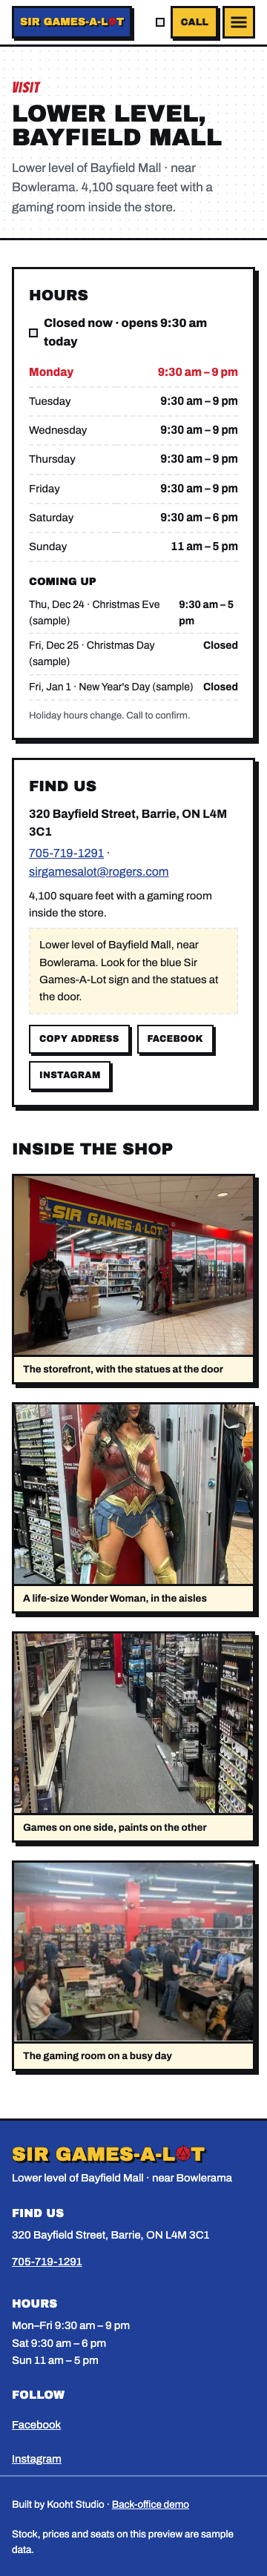 SIR GAMES-A-LOT
CALL
VISIT
LOWER LEVEL,
BAYFIELD MALL
Lower level of Bayfield Mall · near
Bowlerama. 4,100 square feet with a
gaming room inside the store.
HOURS
Closed now · opens 9:30 am
today
Monday 9:30 am – 9 pm
Tuesday 9:30 am – 9 pm
Wednesday 9:30 am – 9 pm
Thursday 9:30 am – 9 pm
Friday 9:30 am – 9 pm
Saturday 9:30 am – 6 pm
Sunday 11 am – 5 pm
COMING UP
Thu, Dec 24 · Christmas Eve 9:30 am – 5
(sample) pm
Fri, Dec 25 · Christmas Day Closed
(sample)
Fri, Jan 1 · New Year's Day (sample) Closed
Holiday hours change. Call to confirm.
FIND US
320 Bayfield Street, Barrie, ON L4M
3C1
705-719-1291 ·
sirgamesalot@rogers.com
4,100 square feet with a gaming room
inside the store.
Lower level of Bayfield Mall, near
Bowlerama. Look for the blue Sir
Games-A-Lot sign and the statues at
the door.
COPY ADDRESS FACEBOOK
INSTAGRAM
INSIDE THE SHOP
SIR GAMES-A-LOT
The storefront, with the statues at the door
A life-size Wonder Woman, in the aisles
Games on one side, paints on the other
The gaming room on a busy day
SIR GAMES-A-LOT
Lower level of Bayfield Mall · near Bowlerama
FIND US
320 Bayfield Street, Barrie, ON L4M 3C1
705-719-1291
HOURS
Mon–Fri 9:30 am – 9 pm
Sat 9:30 am – 6 pm
Sun 11 am – 5 pm
FOLLOW
Facebook
Instagram
Built by Kooht Studio · Back-office demo
Stock, prices and seats on this preview are sample
data.